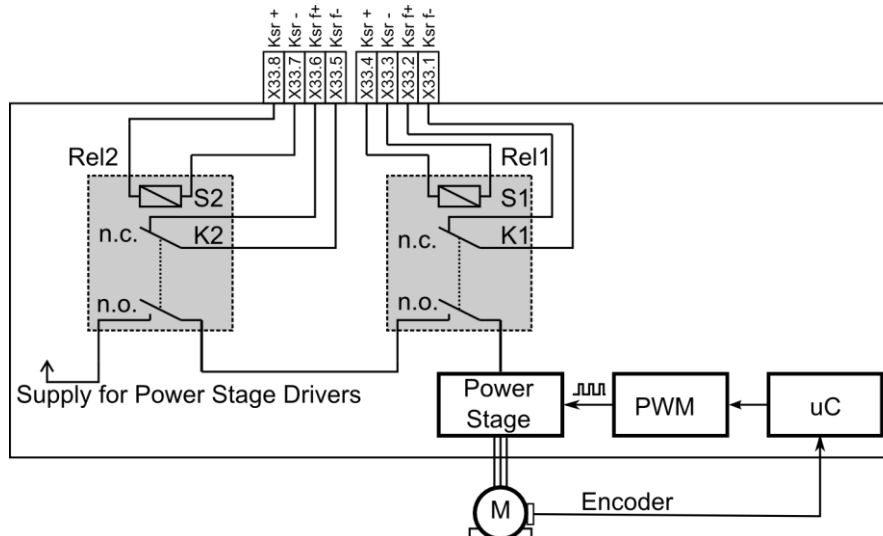 Ksr +
Ksr -
Ksr f+
Ksr f-
Ksr +
Ksr -
Ksr f+
Ksr f-
X33.8
X33.7
X33.6
X33.5
X33.4
X33.3
X33.2
X33.1
Rel2
Rel1
S2
S1
n.c.
K2
n.c.
K1
n.o.
n.o.
Supply for Power Stage Drivers
Power
Stage
PWM
uC
M
Encoder